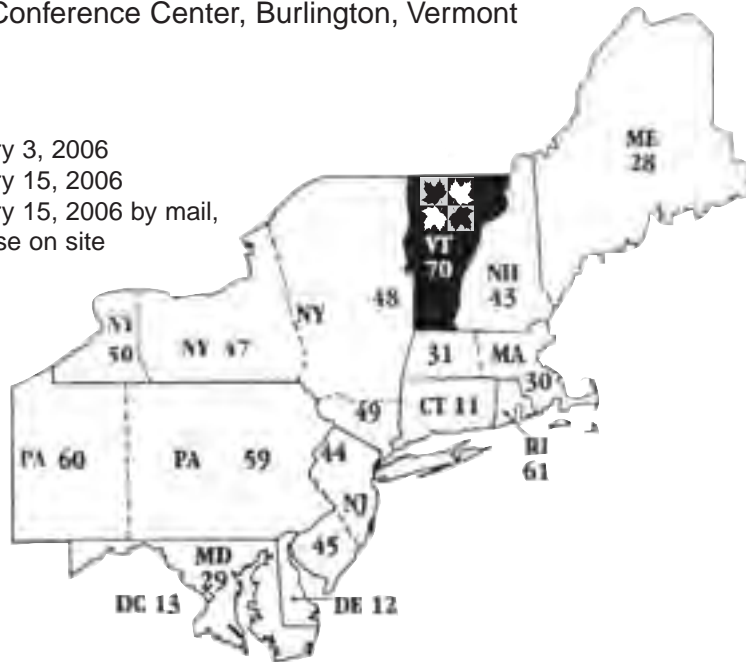 Conference Center, Burlington, Vermont
ry 3, 2006
ry 15, 2006
ry 15, 2006 by mail,
se on site
ME
28
VT
70
NH
43
NY
48
NY
50
NY 47
31
MA
30
49
CT 11
RI
61
PA 60
PA 59
44
NJ
45
MD
29
DC 13
DE 12